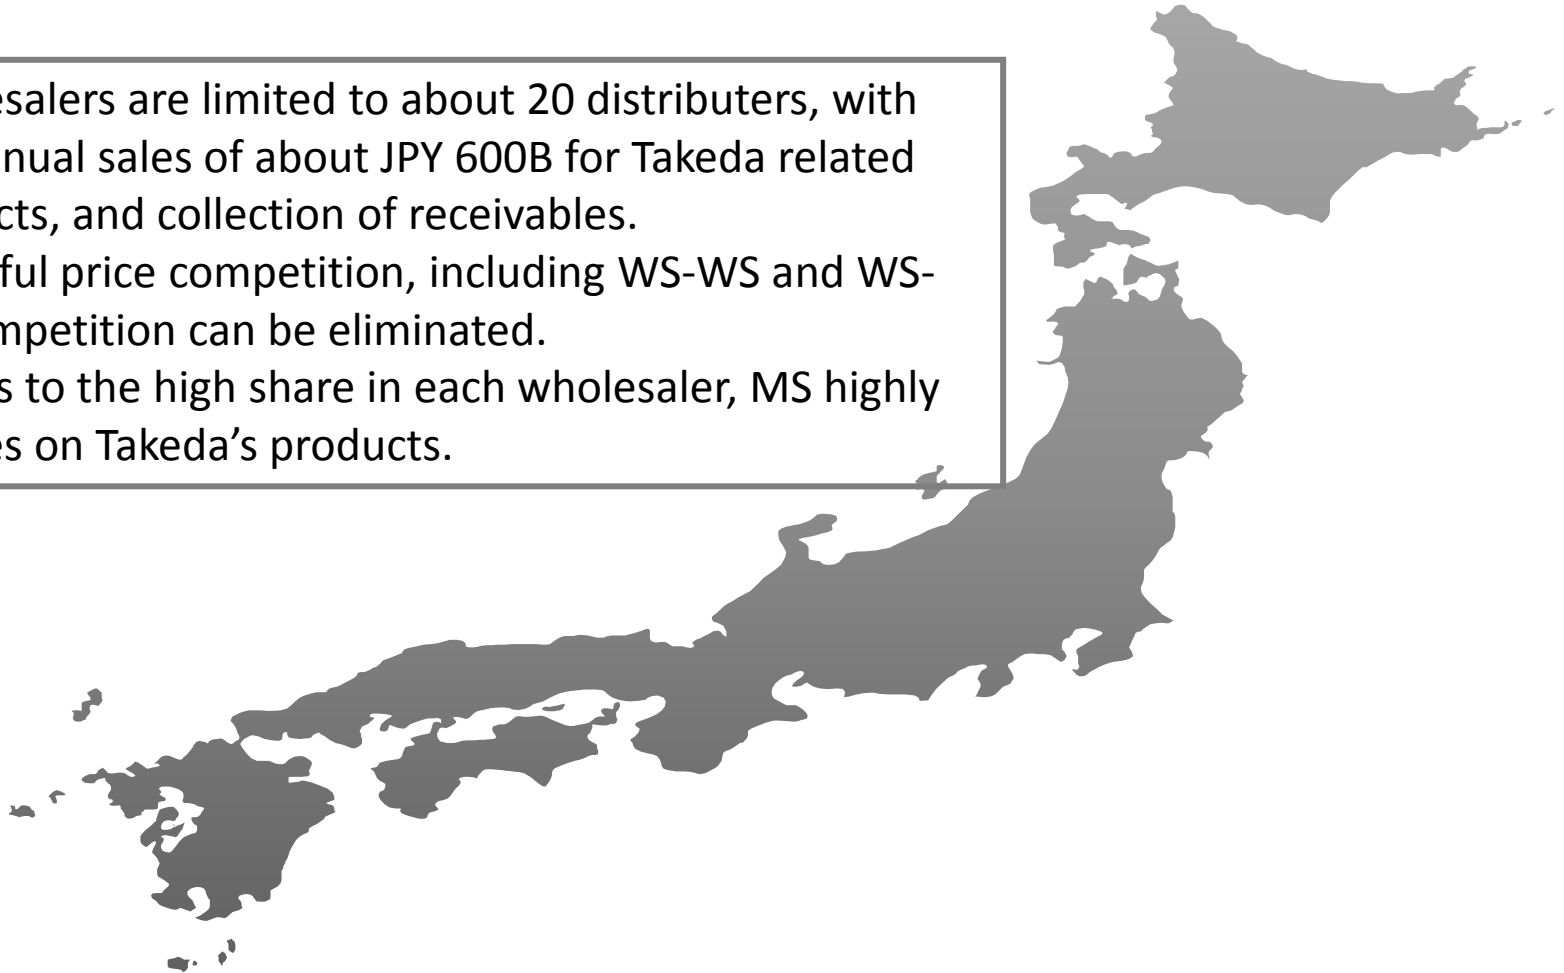 esalers are limited to about 20 distributers, with
nual sales of about JPY 600B for Takeda related
cts, and collection of receivables.
ful price competition, including WS-WS and WS-
mpetition can be eliminated.
s to the high share in each wholesaler, MS highly
es on Takeda’s products.